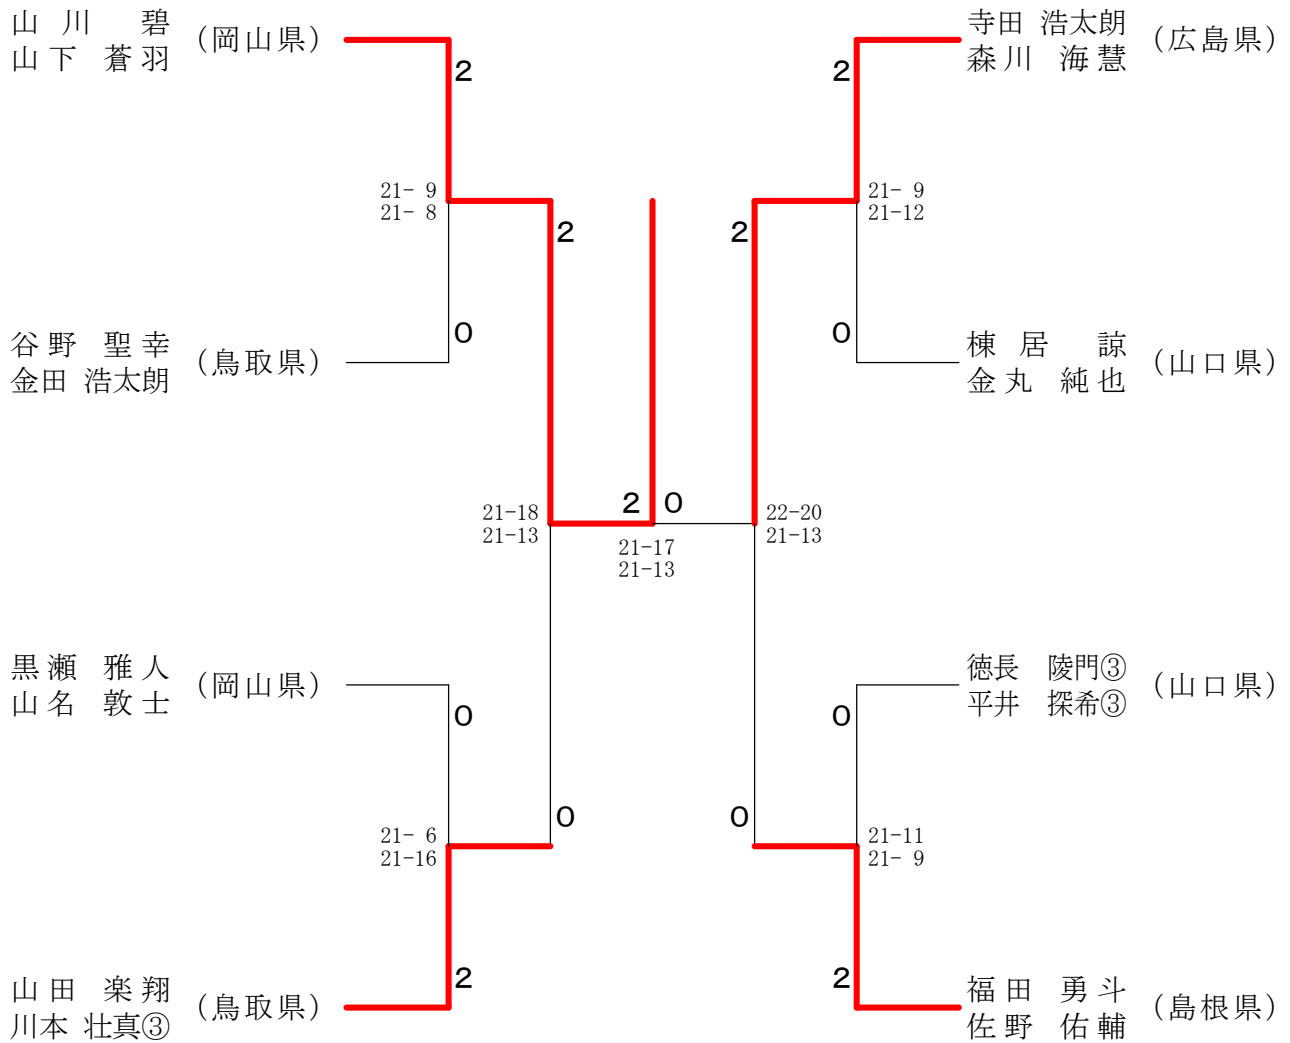 山川 碧
山下 蒼羽
(岡山県)
2
21- 9
21- 8
0
谷野 聖幸
金田 浩太朗
(鳥取県)
2
21-18
21-13
0
黒瀬 雅人
山名 敦士
(岡山県)
0
21- 6
21-16
2
山田 楽翔
川本 壮真③
(鳥取県)
2 0
21-17
21-13
寺田 浩太朗
森川 海慧
(広島県)
2
21- 9
21-12
0
棟居 諒
金丸 純也
(山口県)
2
22-20
21-13
0
徳長 陵門③
平井 探希③
(山口県)
0
21-11
21- 9
2
福田 勇斗
佐野 佑輔
(島根県)